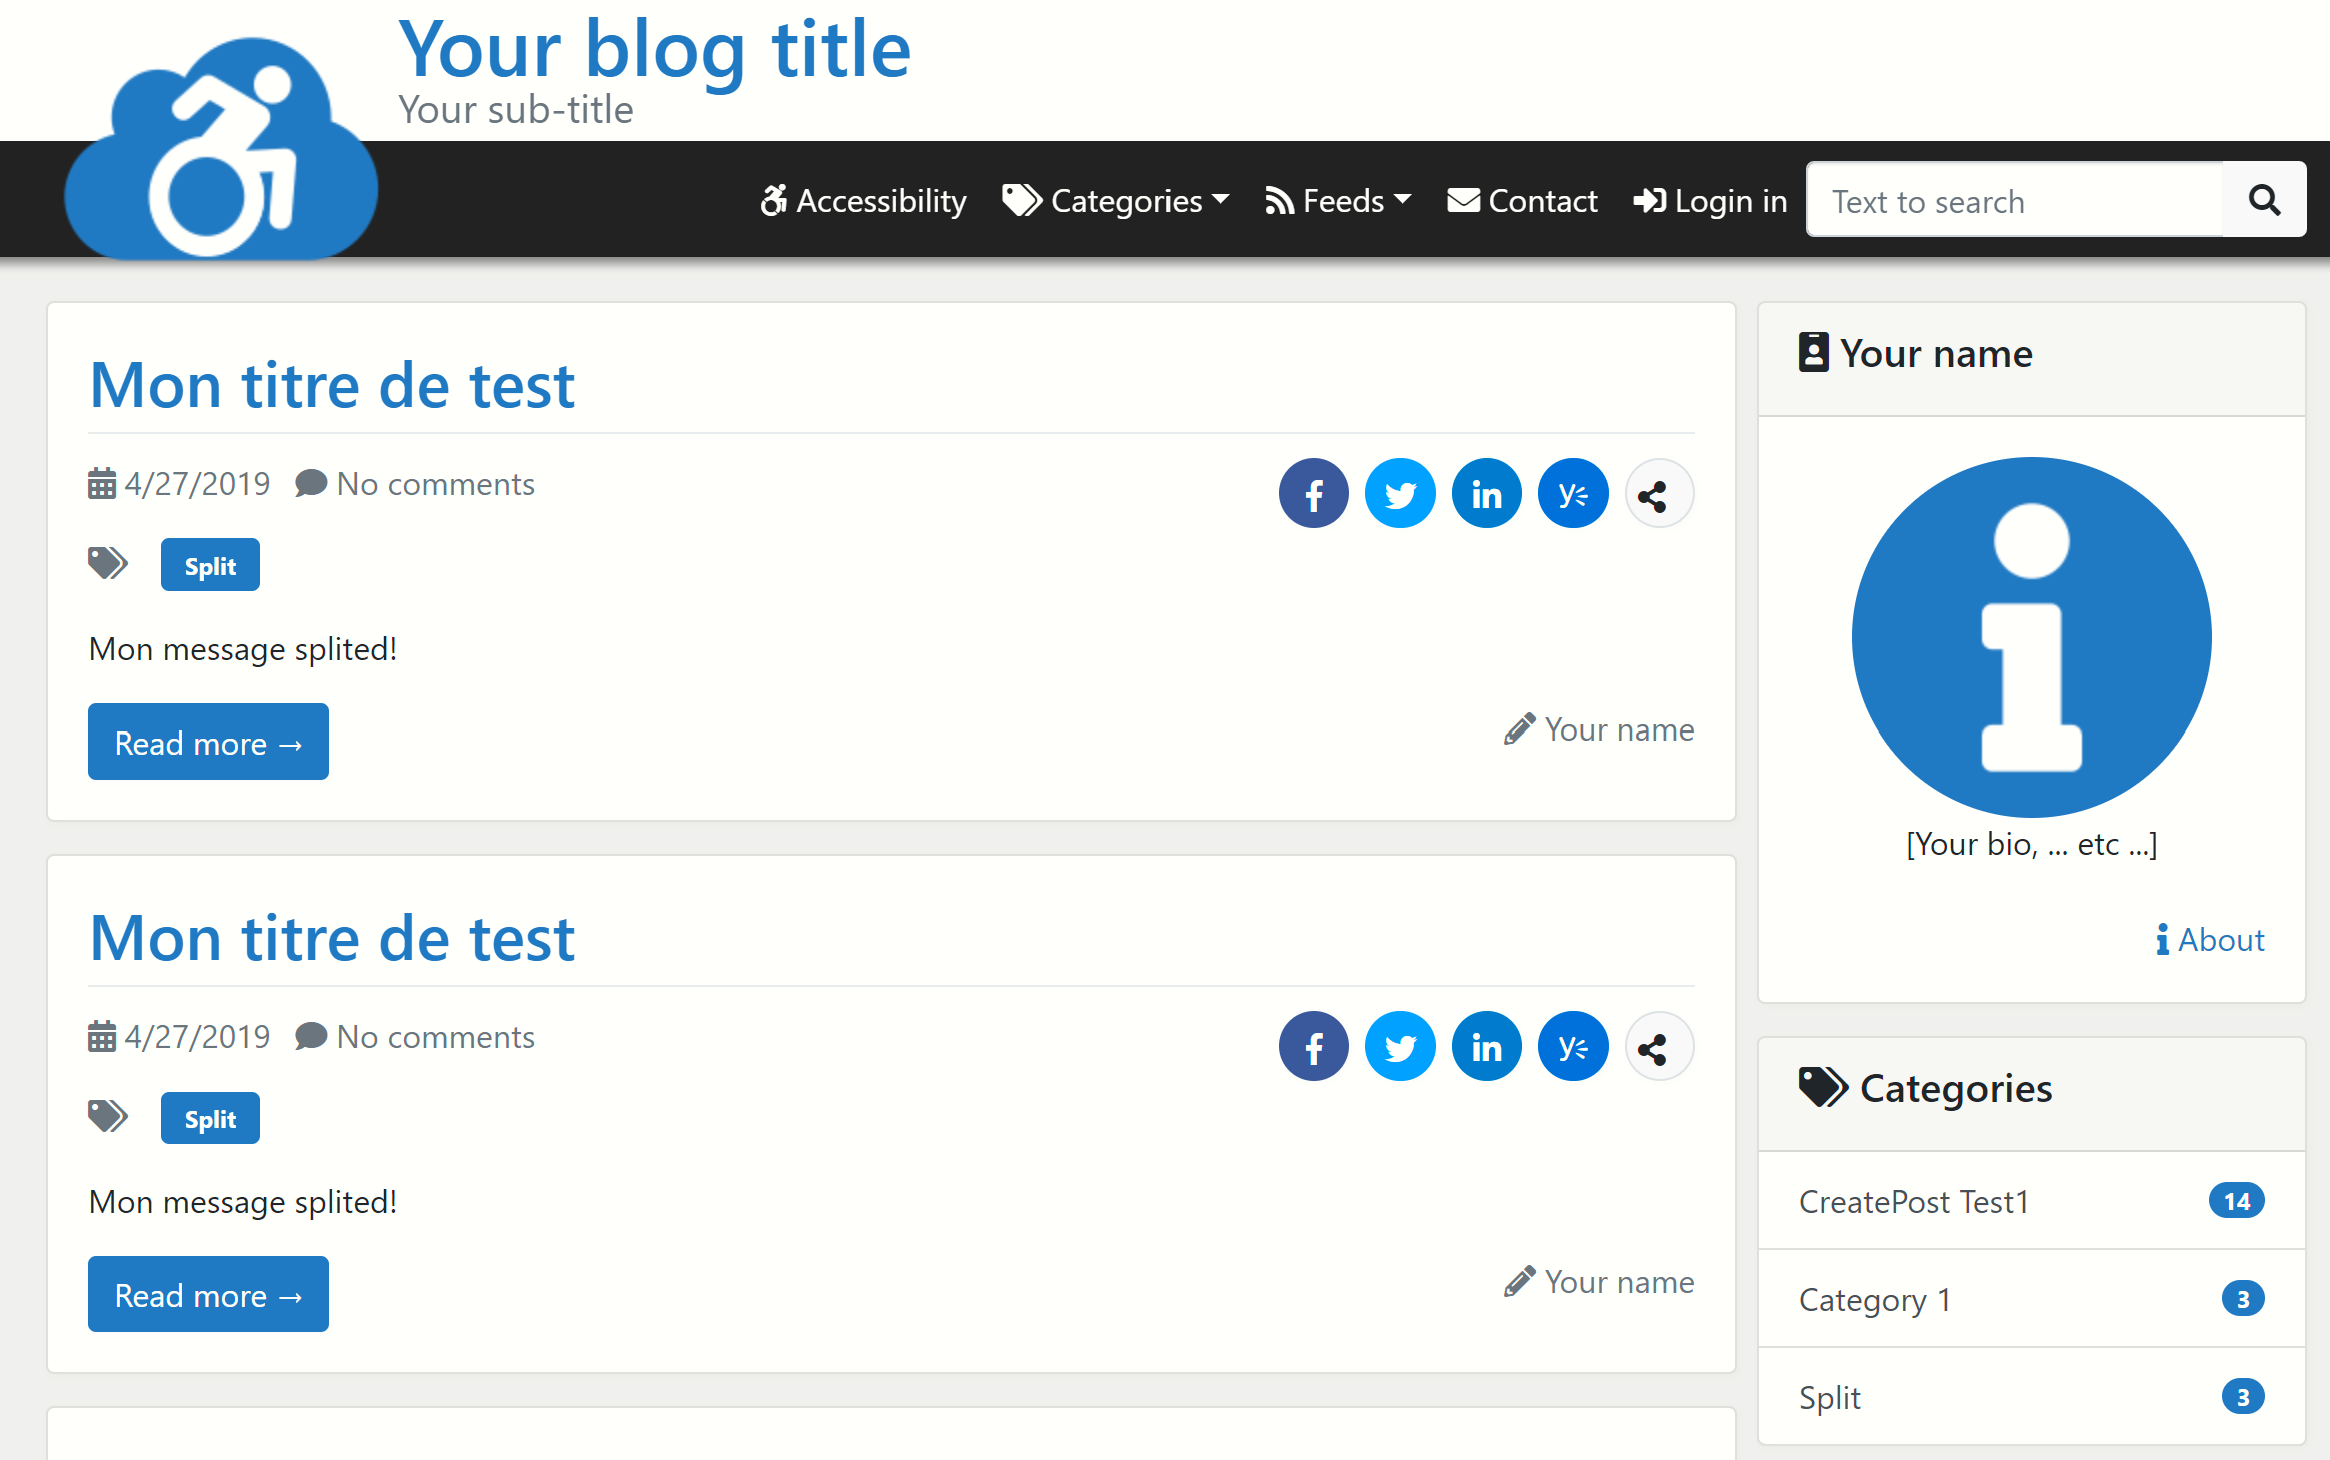 Your blog title
Your sub-title
Accessibility Categories Feeds Contact Login in Text to search
Mon titre de test
4/27/2019 No comments
Split
Mon message splited!
Read more →
Your name
Mon titre de test
4/27/2019 No comments
Split
Mon message splited!
Read more →
Your name
Your name
[Your bio, ... etc ...]
About
Categories
CreatePost Test1 14
Category 1 3
Split 3